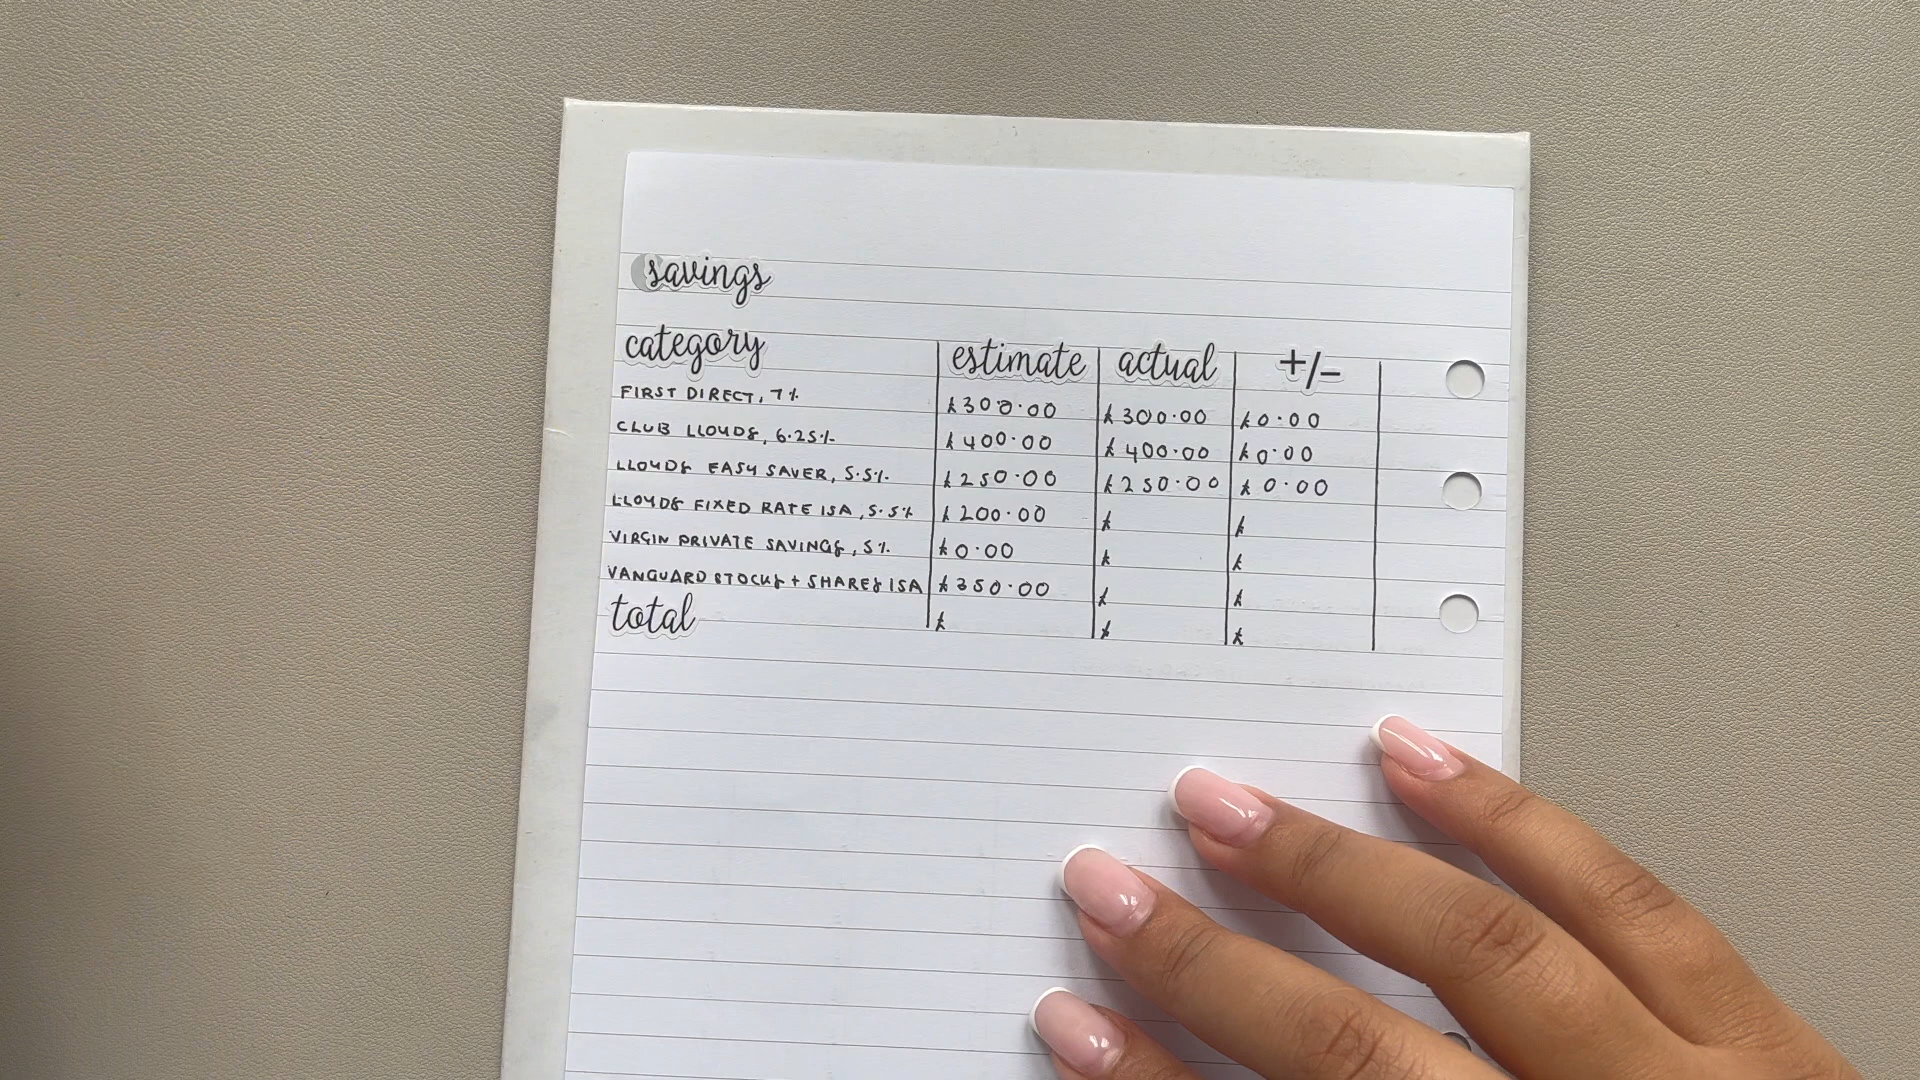 savings
category estimate actual +/-
FIRST DIRECT, 7% £300.00 £300.00 £0.00
CLUB LLOYDS, 6.25% £400.00 £400.00 £0.00
LLOYDS EASY SAVER, 5.5% £250.00 £250.00 £0.00
LLOYDS FIXED RATE ISA, 5.5% £200.00 £ £
VIRGIN PRIVATE SAVINGS, 5% £0.00 £ £
VANGUARD STOCKS + SHARES ISA £350.00 £ £
total £ £ £